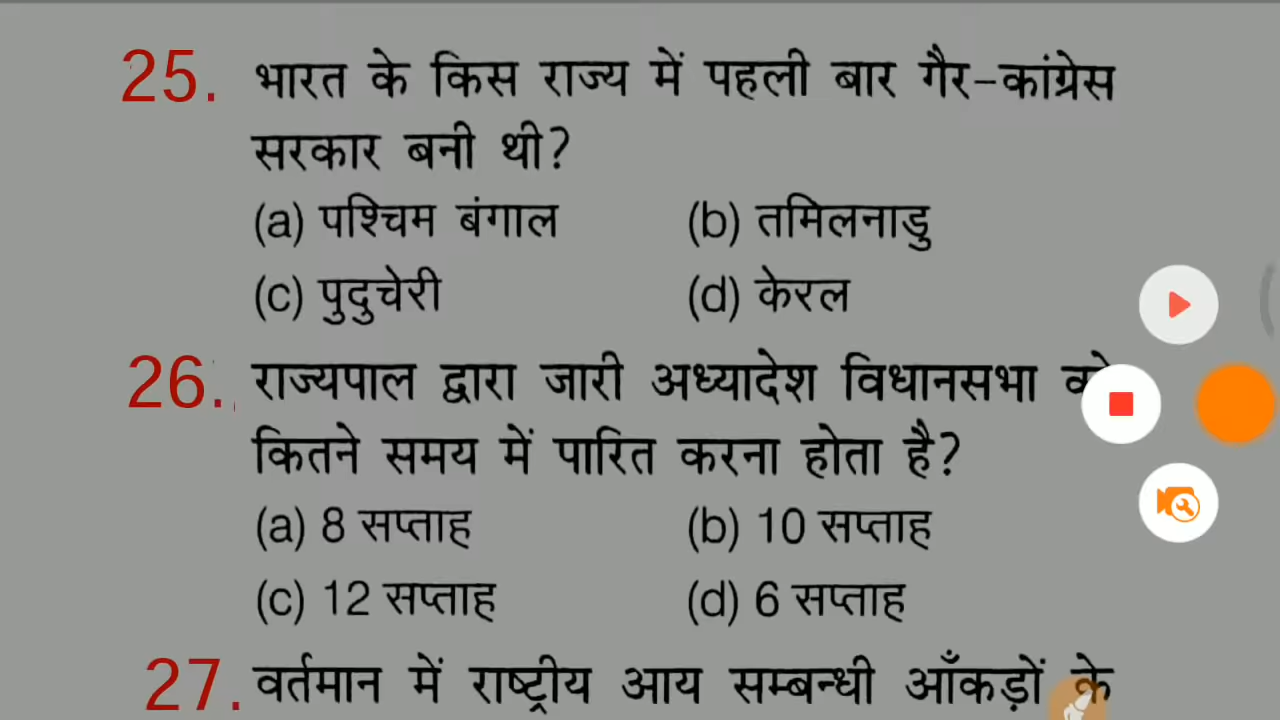 25. भारत के किस राज्य में पहली बार गैर-कांग्रेस
सरकार बनी थी?
(a) पश्चिम बंगाल (b) तमिलनाडु
(c) पुदुचेरी (d) केरल
26. राज्यपाल द्वारा जारी अध्यादेश विधानसभा को
कितने समय में पारित करना होता है?
(a) 8 सप्ताह (b) 10 सप्ताह
(c) 12 सप्ताह (d) 6 सप्ताह
27. वर्तमान में राष्ट्रीय आय सम्बन्धी आँकड़ों के